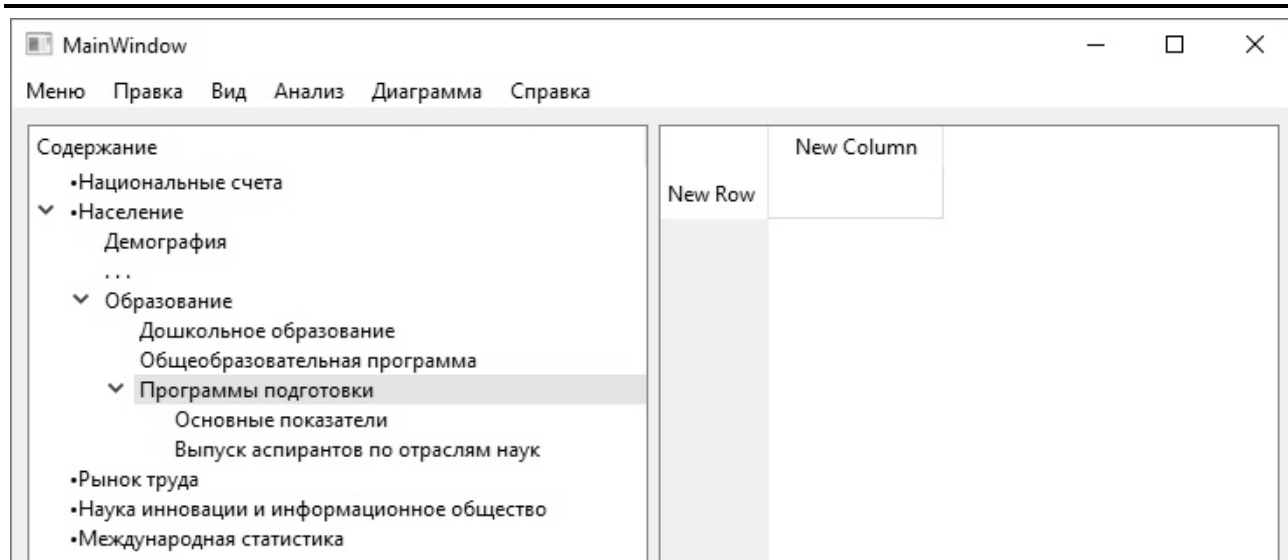 MainWindow
Меню Правка Вид Анализ Диаграмма Справка
Содержание
•Национальные счета
•Население
Демография
. . .
Образование
Дошкольное образование
Общеобразовательная программа
Программы подготовки
Основные показатели
Выпуск аспирантов по отраслям наук
•Рынок труда
•Наука инновации и информационное общество
•Международная статистика
New Column
New Row